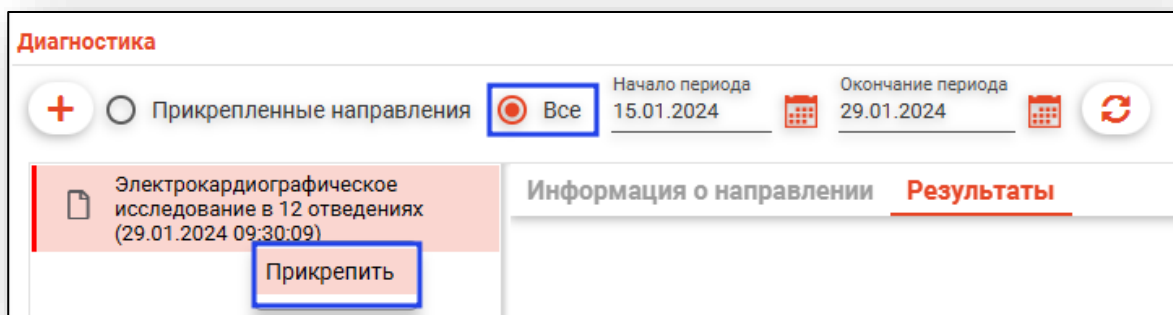 Диагностика
Прикрепленные направления
Все
Начало периода
15.01.2024
Окончание периода
29.01.2024
Электрокардиографическое
исследование в 12 отведениях
(29.01.2024 09:30:09)
Прикрепить
Информация о направлении
Результаты